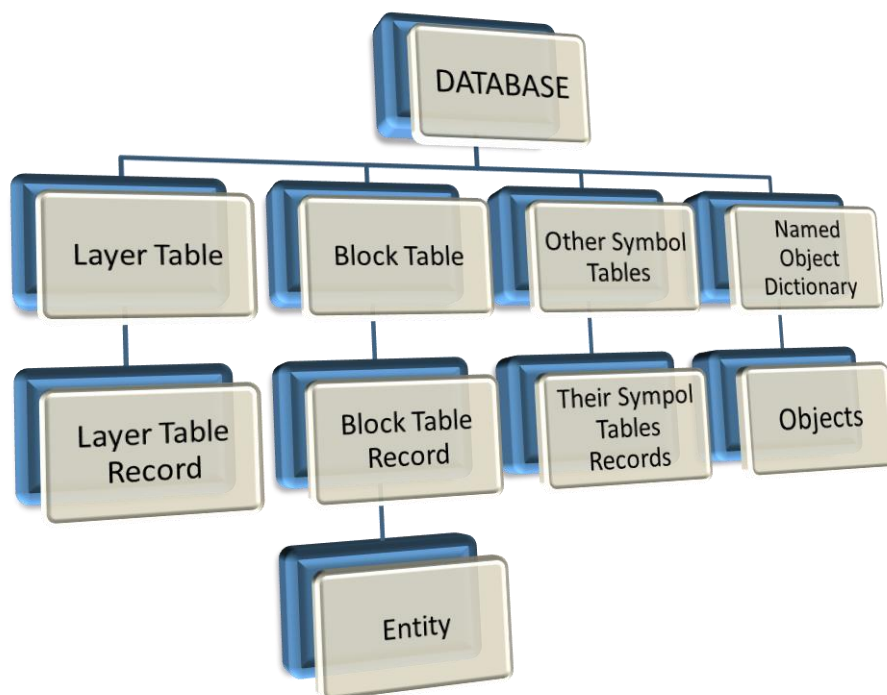 DATABASE
Layer Table
Block Table
Other Symbol
Tables
Named
Object
Dictionary
Layer Table
Record
Block Table
Record
Their Sympol
Tables
Records
Objects
Entity